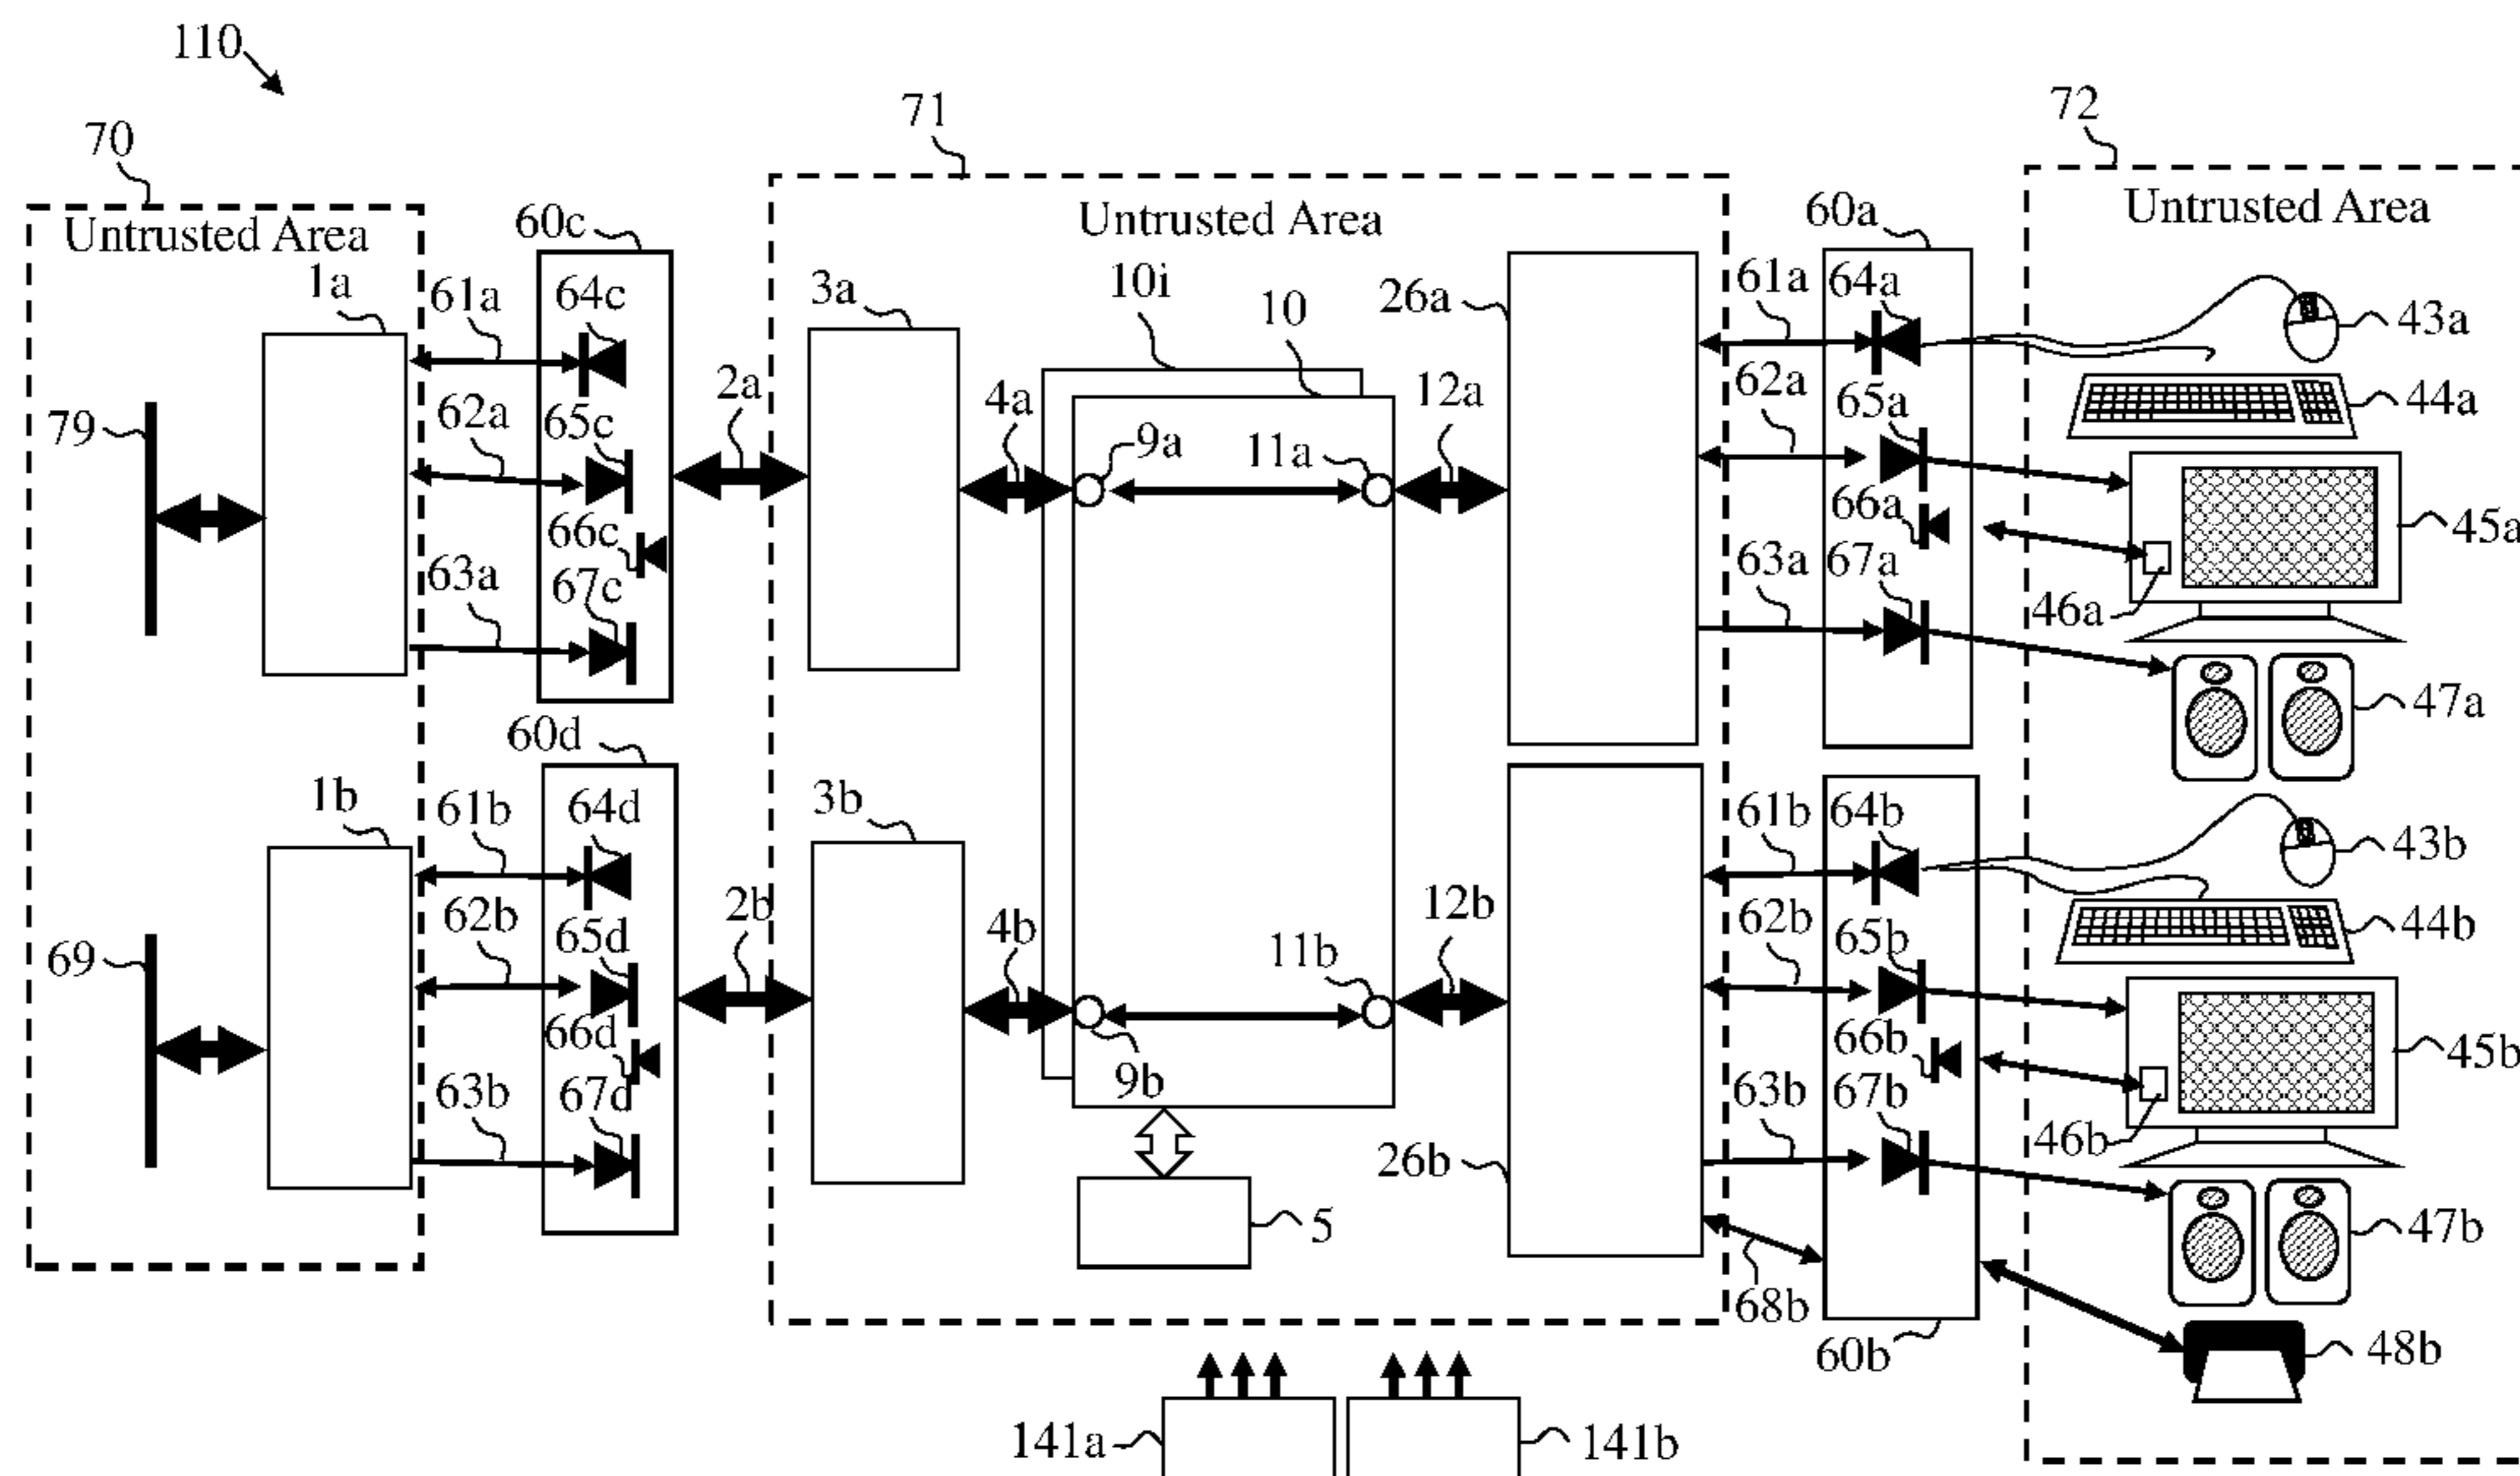 110
70
71
72
Untrusted Area
Untrusted Area
Untrusted Area
60c
60a
1a
61a
64c
3a
10i
10
26a
61a
64a
43a
79
62a
65c
2a
4a
9a
11a
12a
62a
65a
44a
66c
66a
45a
63a
67c
63a
67a
46a
47a
60d
1b
61b
64d
3b
61b
64b
43b
69
62b
65d
2b
4b
11b
12b
62b
65b
44b
66d
66b
45b
63b
67d
9b
63b
67b
26b
46b
5
47b
68b
60b
48b
141a
141b